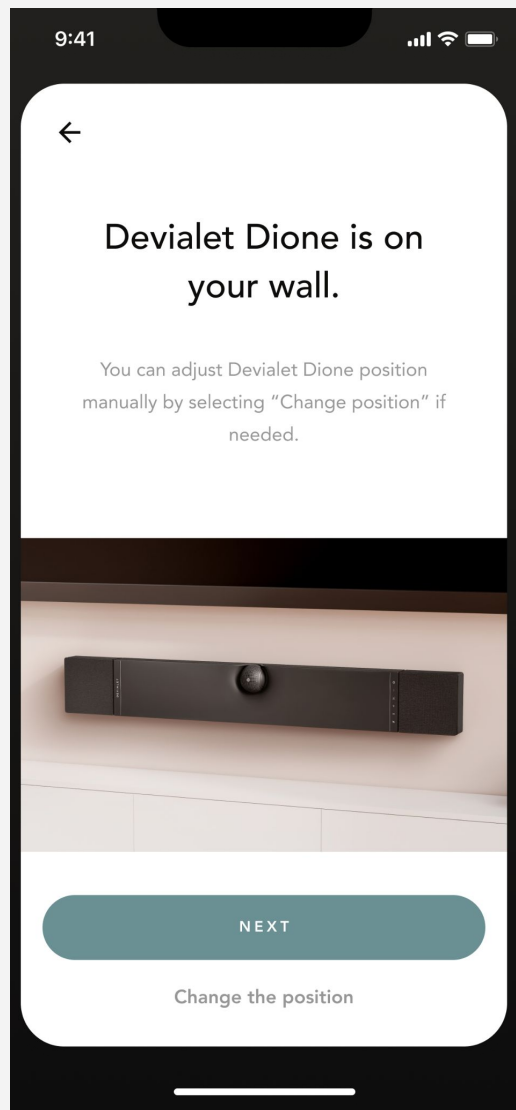 9:41
Devialet Dione is on
your wall.
You can adjust Devialet Dione position
manually by selecting “Change position” if
needed.
DEVIALET
NEXT
Change the position